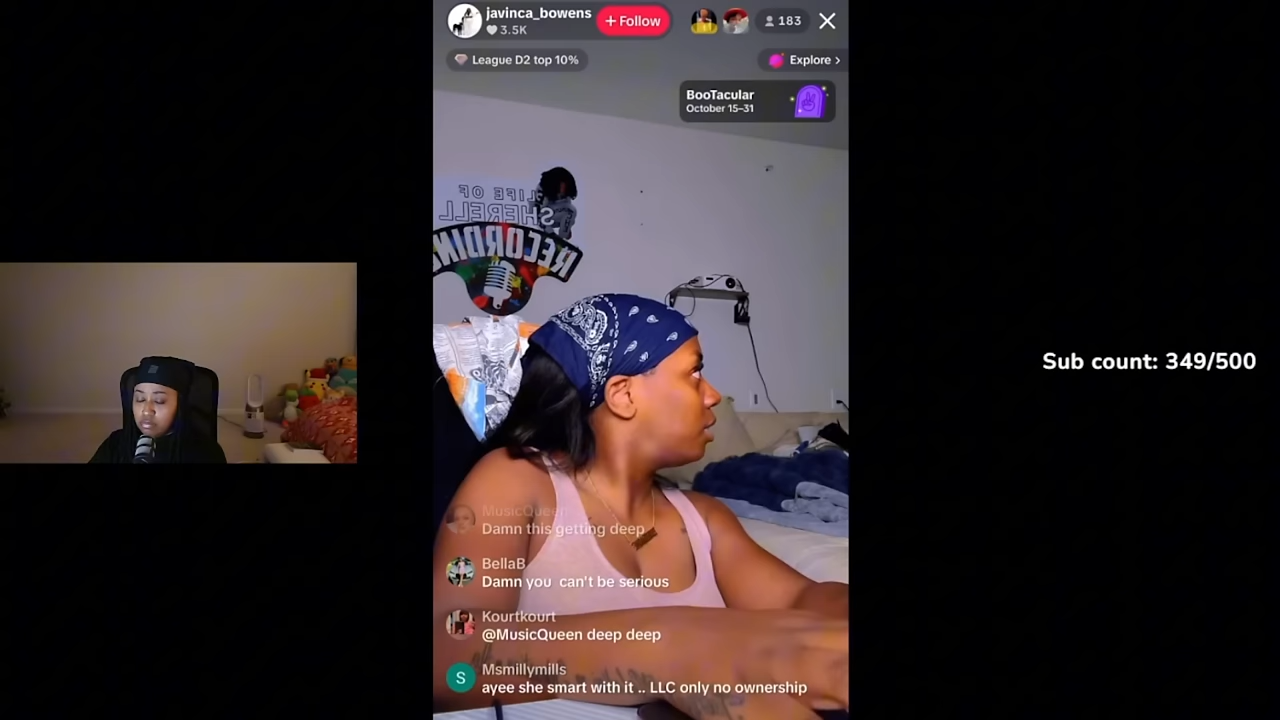 javinca_bowens
3.5K
+ Follow
183
League D2 top 10%
Explore >
BooTacular
October 15–31
LIFE OF
SHERELL
RECORDIN
Sub count: 349/500
MusicQueen
Damn this getting deep
BellaB
Damn you can't be serious
Kourtkourt
@MusicQueen deep deep
S
Msmillymills
ayee she smart with it .. LLC only no ownership